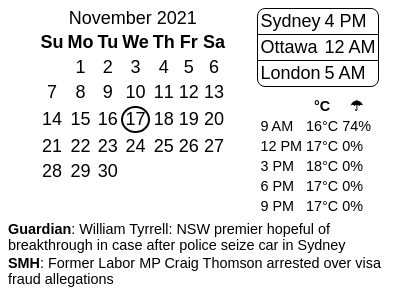 November 2021
Su Mo Tu We Th Fr Sa
1 2 3 4 5 6
7 8 9 10 11 12 13
14 15 16 17 18 19 20
21 22 23 24 25 26 27
28 29 30
Sydney 4 PM
Ottawa 12 AM
London 5 AM
°C ☂
9 AM 16°C 74%
12 PM 17°C 0%
3 PM 18°C 0%
6 PM 17°C 0%
9 PM 17°C 0%
Guardian: William Tyrrell: NSW premier hopeful of
breakthrough in case after police seize car in Sydney
SMH: Former Labor MP Craig Thomson arrested over visa
fraud allegations